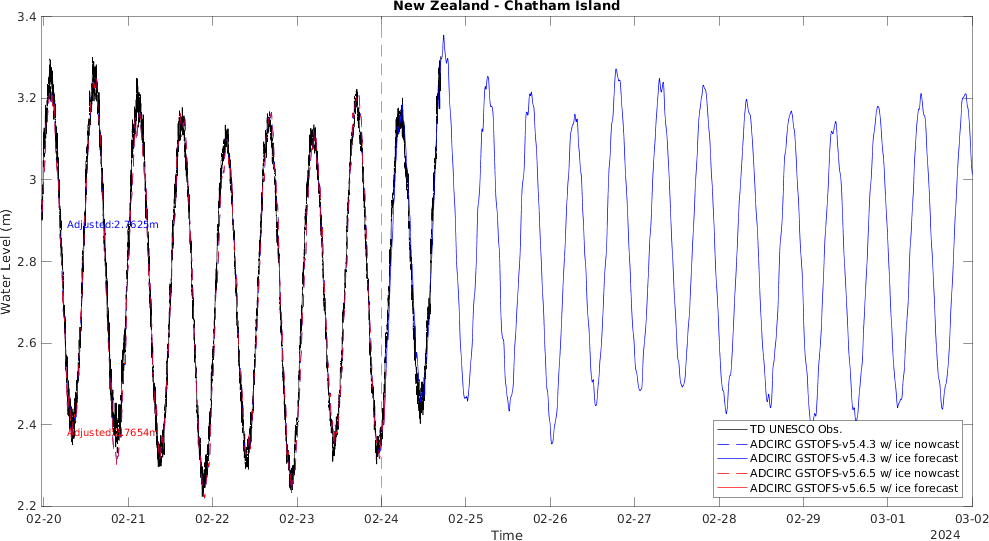 New Zealand - Chatham Island
3.4
3.2
3
2.8
2.6
2.4
2.2
Water Level (m)
Adjusted:2.7625m
Adjusted:2.7654m
TD UNESCO Obs.
ADCIRC GSTOFS-v5.4.3 w/ ice nowcast
ADCIRC GSTOFS-v5.4.3 w/ ice forecast
ADCIRC GSTOFS-v5.6.5 w/ ice nowcast
ADCIRC GSTOFS-v5.6.5 w/ ice forecast
02-20 02-21 02-22 02-23 02-24 02-25 02-26 02-27 02-28 02-29 03-01 03-02
Time
2024